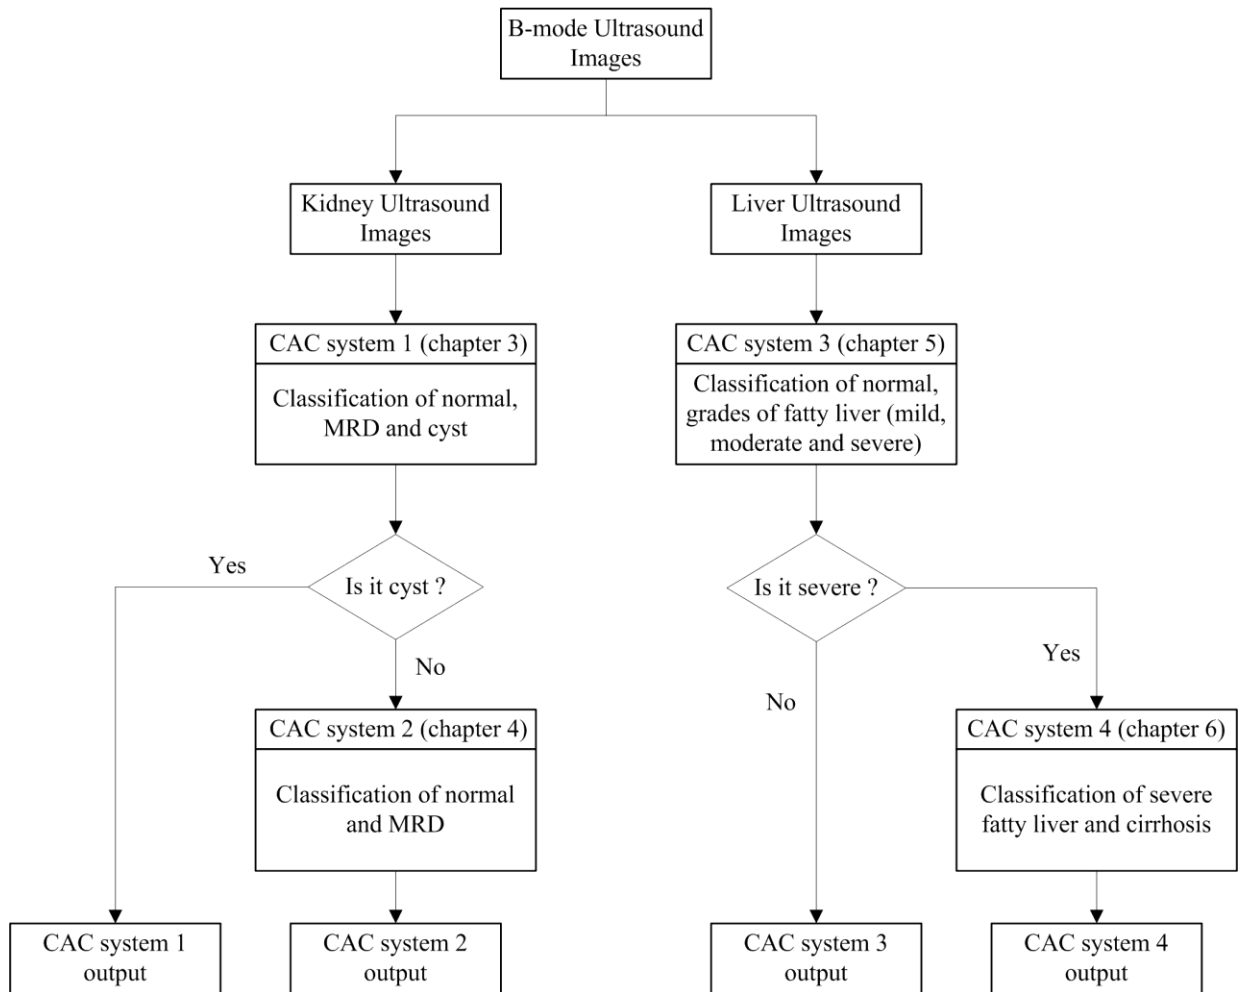 B-mode Ultrasound
Images
Kidney Ultrasound
Images
Liver Ultrasound
Images
CAC system 1 (chapter 3)
Classification of normal,
MRD and cyst
CAC system 3 (chapter 5)
Classification of normal,
grades of fatty liver (mild,
moderate and severe)
Yes
Is it cyst ?
No
Is it severe ?
Yes
No
CAC system 2 (chapter 4)
Classification of normal
and MRD
CAC system 4 (chapter 6)
Classification of severe
fatty liver and cirrhosis
CAC system 1
output
CAC system 2
output
CAC system 3
output
CAC system 4
output